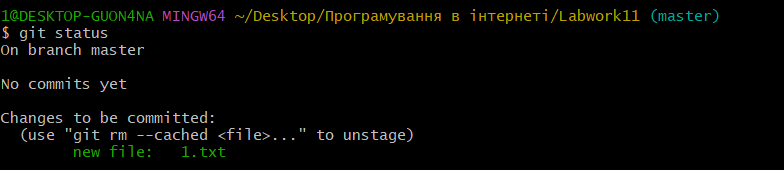 1@DESKTOP-GUON4NA MINGW64 ~/Desktop/Програмування в інтернеті/Labwork11 (master)
$ git status
On branch master
No commits yet
Changes to be committed:
(use "git rm --cached <file>..." to unstage)
new file: 1.txt